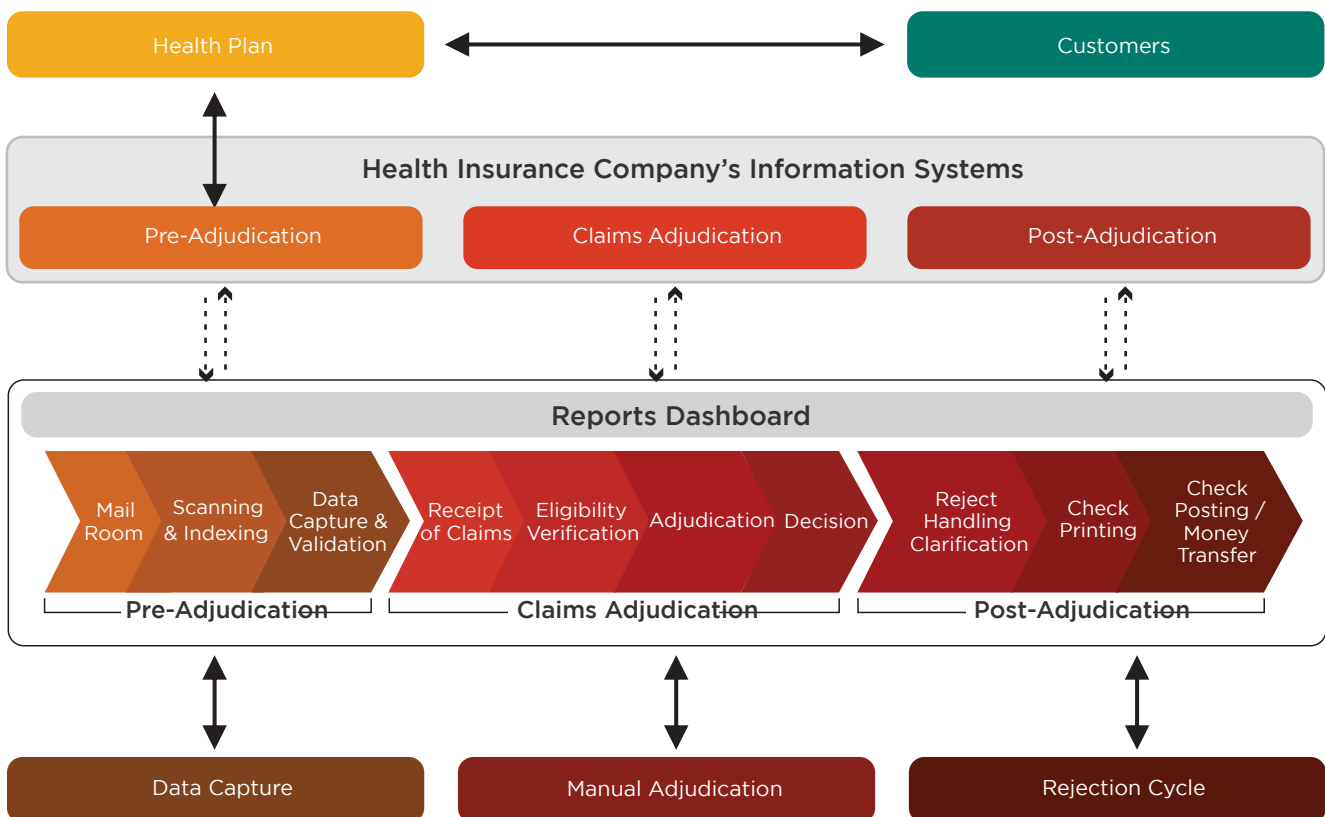 Health Plan
Customers
Health Insurance Company’s Information Systems
Pre-Adjudication
Claims Adjudication
Post-Adjudication
Reports Dashboard
Mail
Room
Scanning
& Indexing
Data
Capture &
Validation
Receipt
of Claims
Eligibility
Verification
Adjudication
Decision
Reject
Handling
Clarification
Check
Printing
Check
Posting /
Money
Transfer
Pre-Adjudication
Claims Adjudication
Post-Adjudication
Data Capture
Manual Adjudication
Rejection Cycle